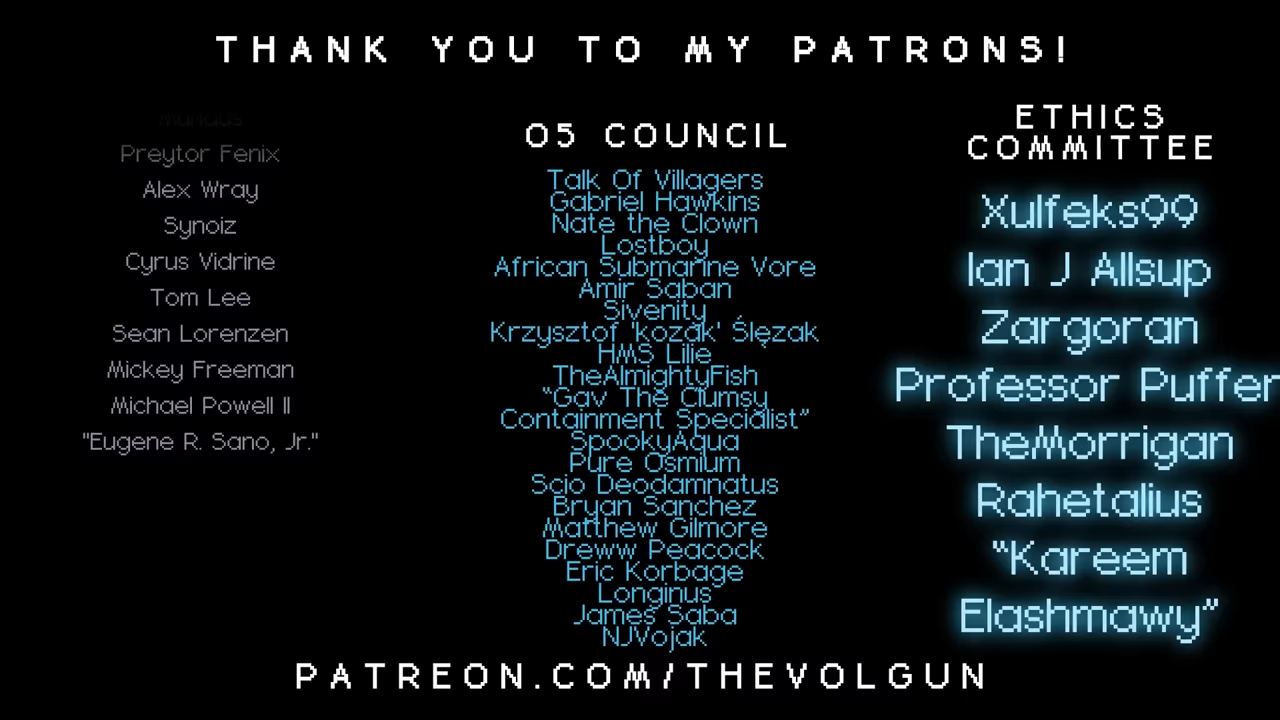 THANK YOU TO MY PATRONS!
Preytor Fenix
Alex Wray
Synoiz
Cyrus Vidrine
Tom Lee
Sean Lorenzen
Mickey Freeman
Michael Powell II
"Eugene R. Sano, Jr."
O5 COUNCIL
Talk Of Villagers
Gabriel Hawkins
Nate the Clown
Lostboy
African Submarine Vore
Amir Saban
Sivenity
Krzysztof 'kozak' Ślęzak
HMS Lilie
TheAlmightyFish
“Gav The Clumsy
Containment Specialist”
SpookyAqua
Pure Osmium
Scio Deodamnatus
Bryan Sanchez
Matthew Gilmore
Dreww Peacock
Eric Korbage
Longinus
James Saba
NJVojak
ETHICS
COMMITTEE
Xulfeks99
Ian J Allsup
Zargoran
Professor Puffer
TheMorrigan
Rahetalius
“Kareem
Elashmawy”
PATREON.COM/THEVOLGUN